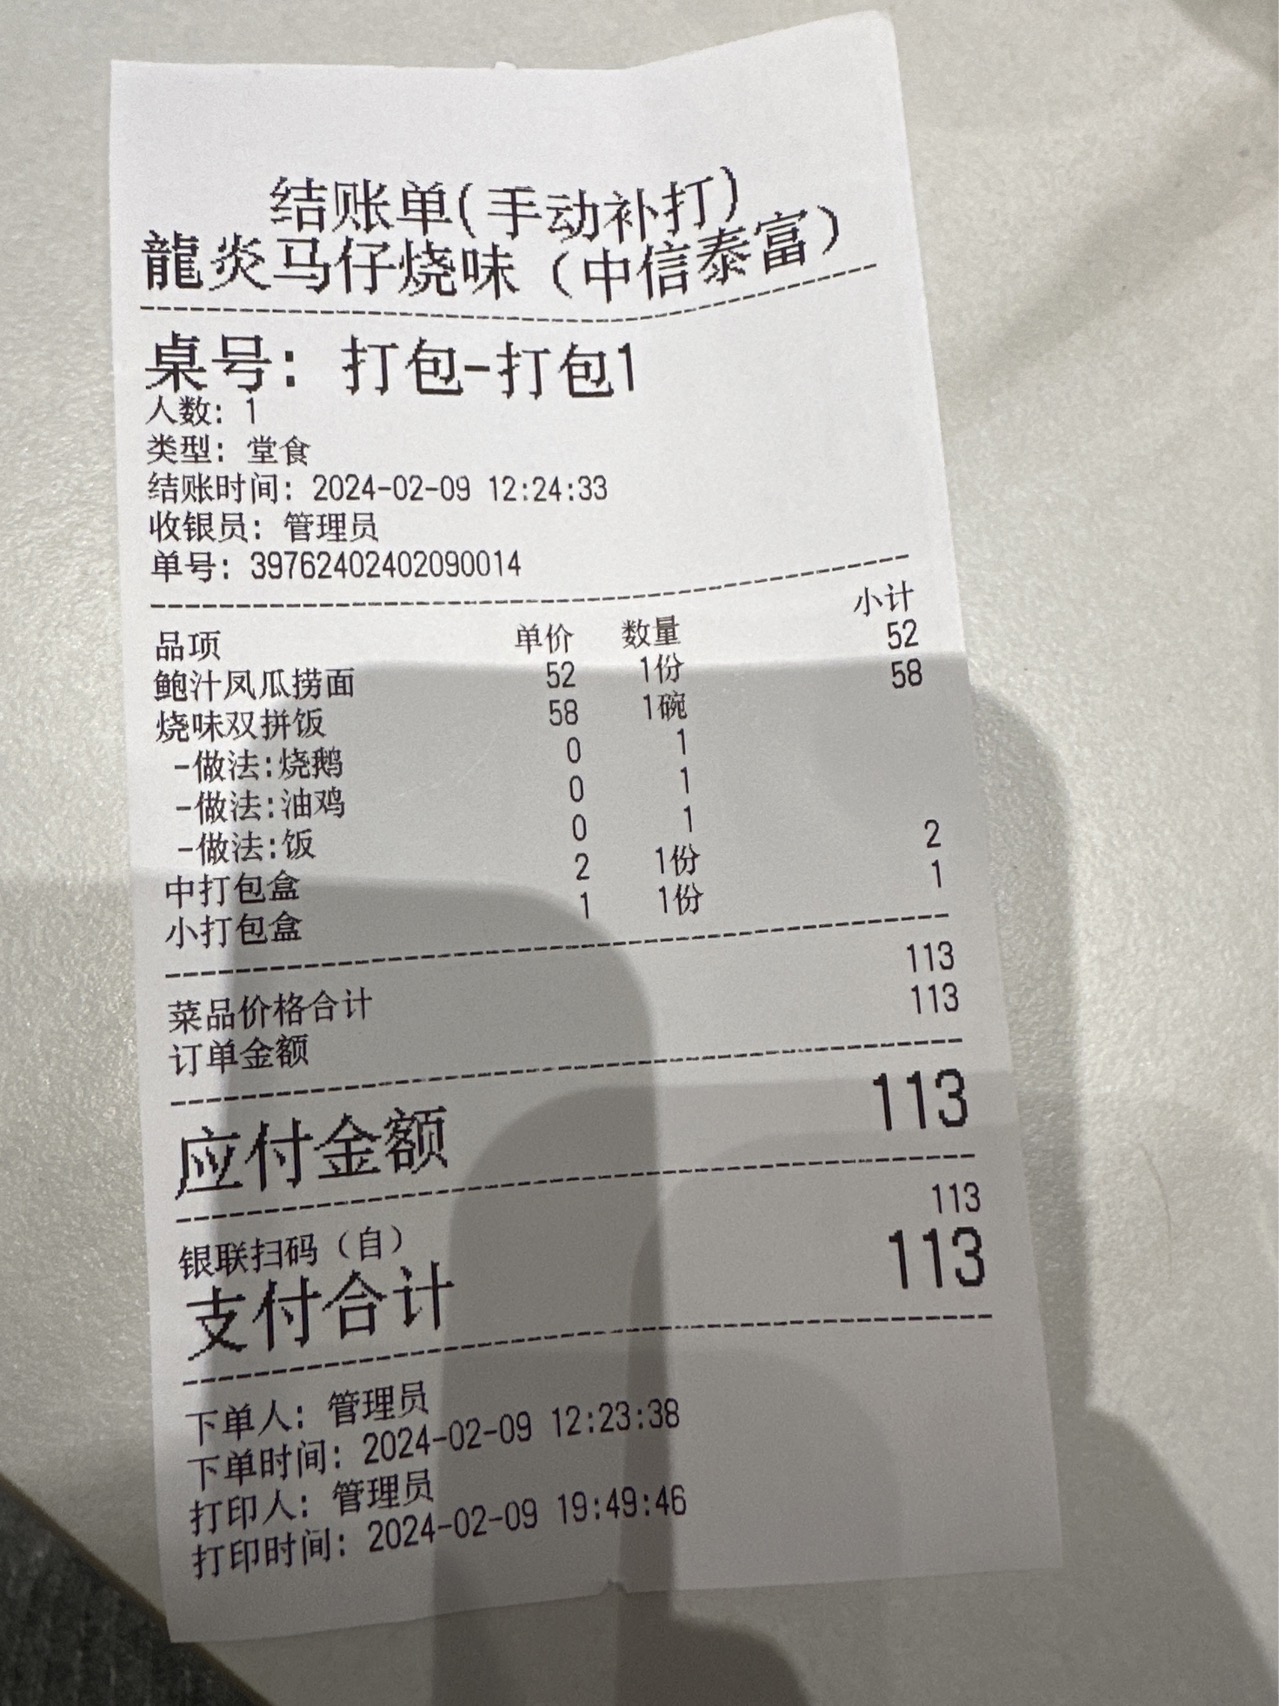 结账单(手动补打)
龍炎马仔烧味（中信泰富）
桌号: 打包-打包1
人数: 1
类型: 堂食
结账时间: 2024-02-09 12:24:33
收银员: 管理员
单号: 39762402402090014
品项 单价 数量 小计
鲍汁凤瓜捞面 52 1份 52
烧味双拼饭 58 1碗 58
-做法:烧鹅 0 1
-做法:油鸡 0 1
-做法:饭 0 1
中打包盒 2 1份 2
小打包盒 1 1份 1
菜品价格合计 113
订单金额 113
应付金额 113
银联扫码（自） 113
支付合计 113
下单人: 管理员
下单时间: 2024-02-09 12:23:38
打印人: 管理员
打印时间: 2024-02-09 19:49:46